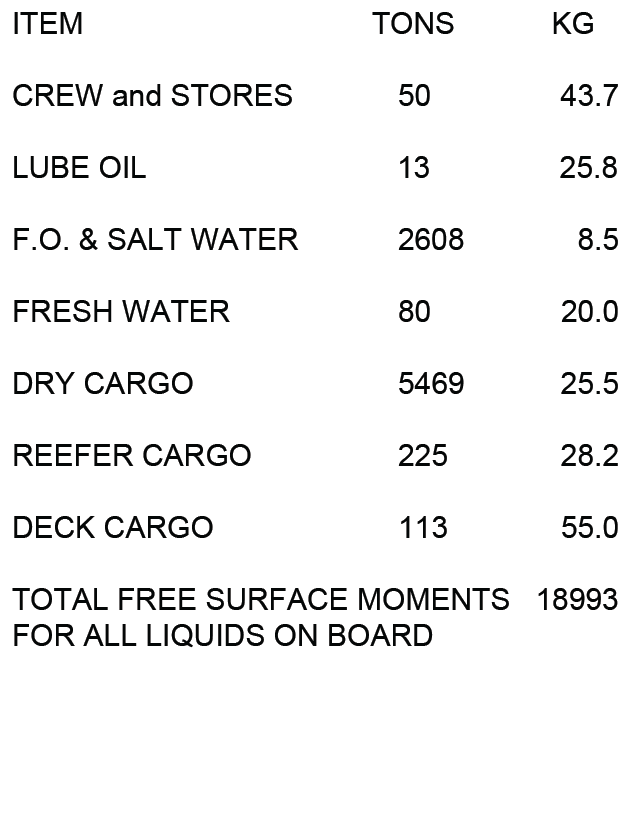 ITEM TONS KG
CREW and STORES 50 43.7
LUBE OIL 13 25.8
F.O. & SALT WATER 2608 8.5
FRESH WATER 80 20.0
DRY CARGO 5469 25.5
REEFER CARGO 225 28.2
DECK CARGO 113 55.0
TOTAL FREE SURFACE MOMENTS 18993
FOR ALL LIQUIDS ON BOARD